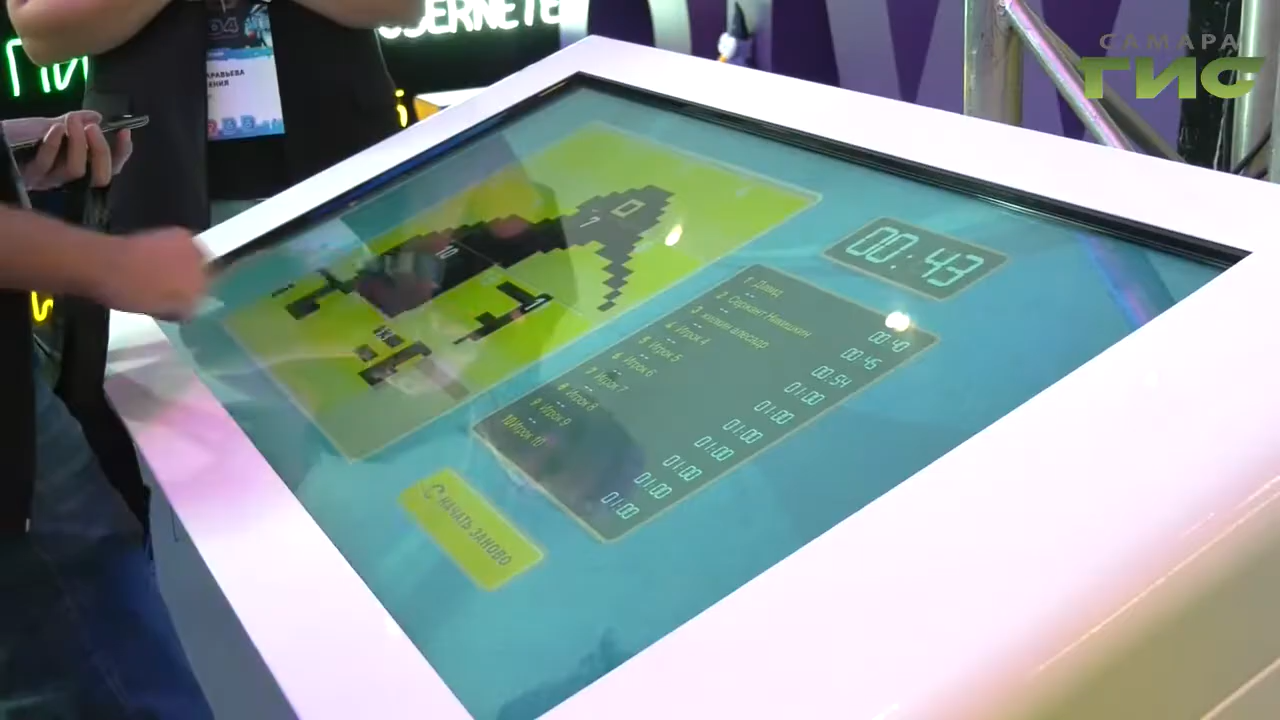 САМАРА
ГИС
00:43
1 Давид
00:40
2 Сержант Никишкин
00:45
00:54
4 Игрок 4
01:00
5 Игрок 5
01:00
6 Игрок 6
01:00
7 Игрок 7
01:00
8 Игрок 8
01:00
9 Игрок 9
01:00
10 Игрок 10
01:00
НАЧАТЬ ЗАНОВО
10
7